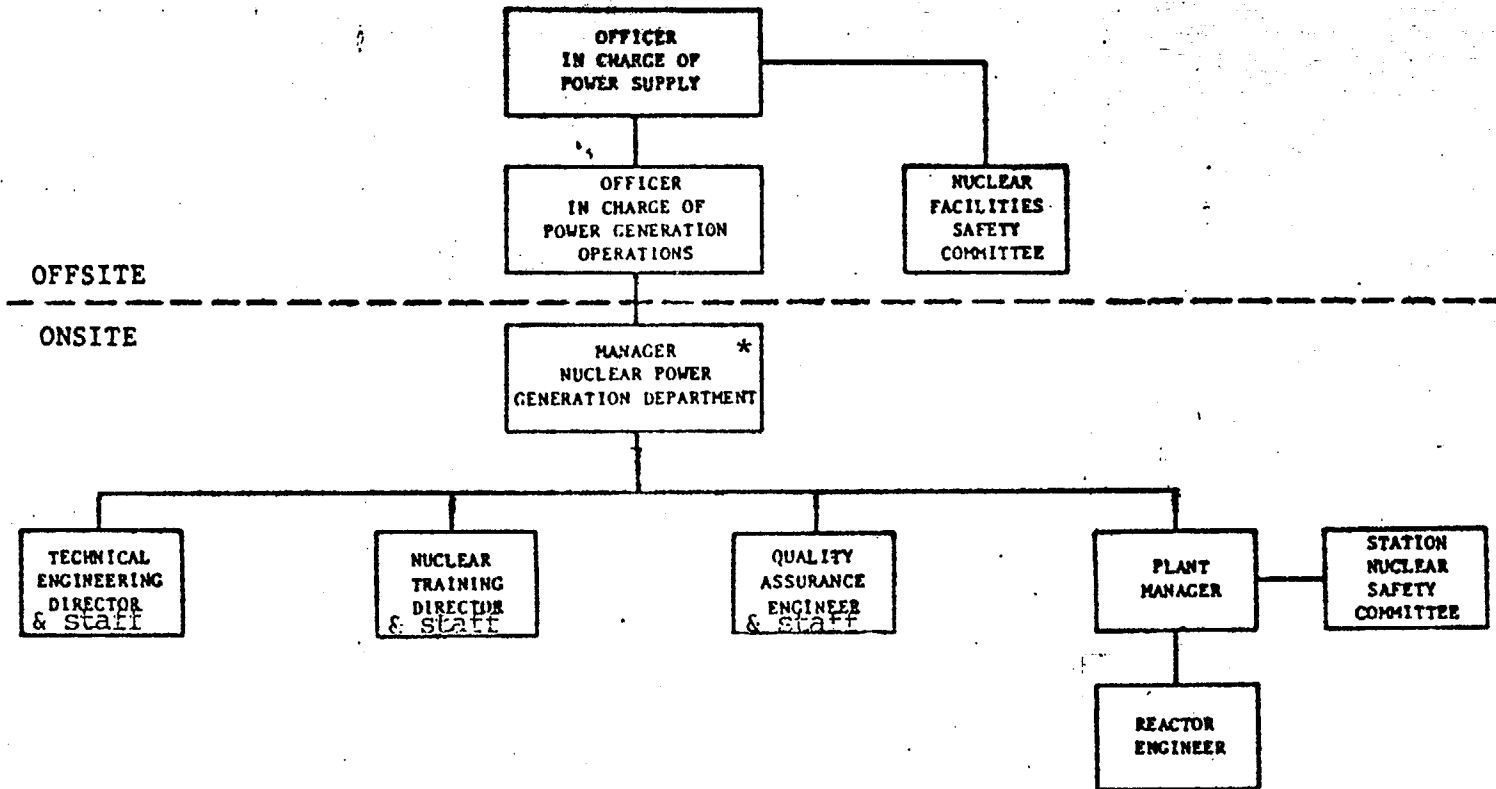 OFFICER
IN CHARGE OF
POWER SUPPLY
OFFICER
IN CHARGE OF
POWER GENERATION
OPERATIONS
NUCLEAR
FACILITIES
SAFETY
COMMITTEE
OFFSITE
ONSITE
MANAGER *
NUCLEAR POWER
GENERATION DEPARTMENT
TECHNICAL
ENGINEERING
DIRECTOR
& staff
NUCLEAR
TRAINING
DIRECTOR
& staff
QUALITY
ASSURANCE
ENGINEER
& staff
PLANT
MANAGER
STATION
NUCLEAR
SAFETY
COMMITTEE
REACTOR
ENGINEER